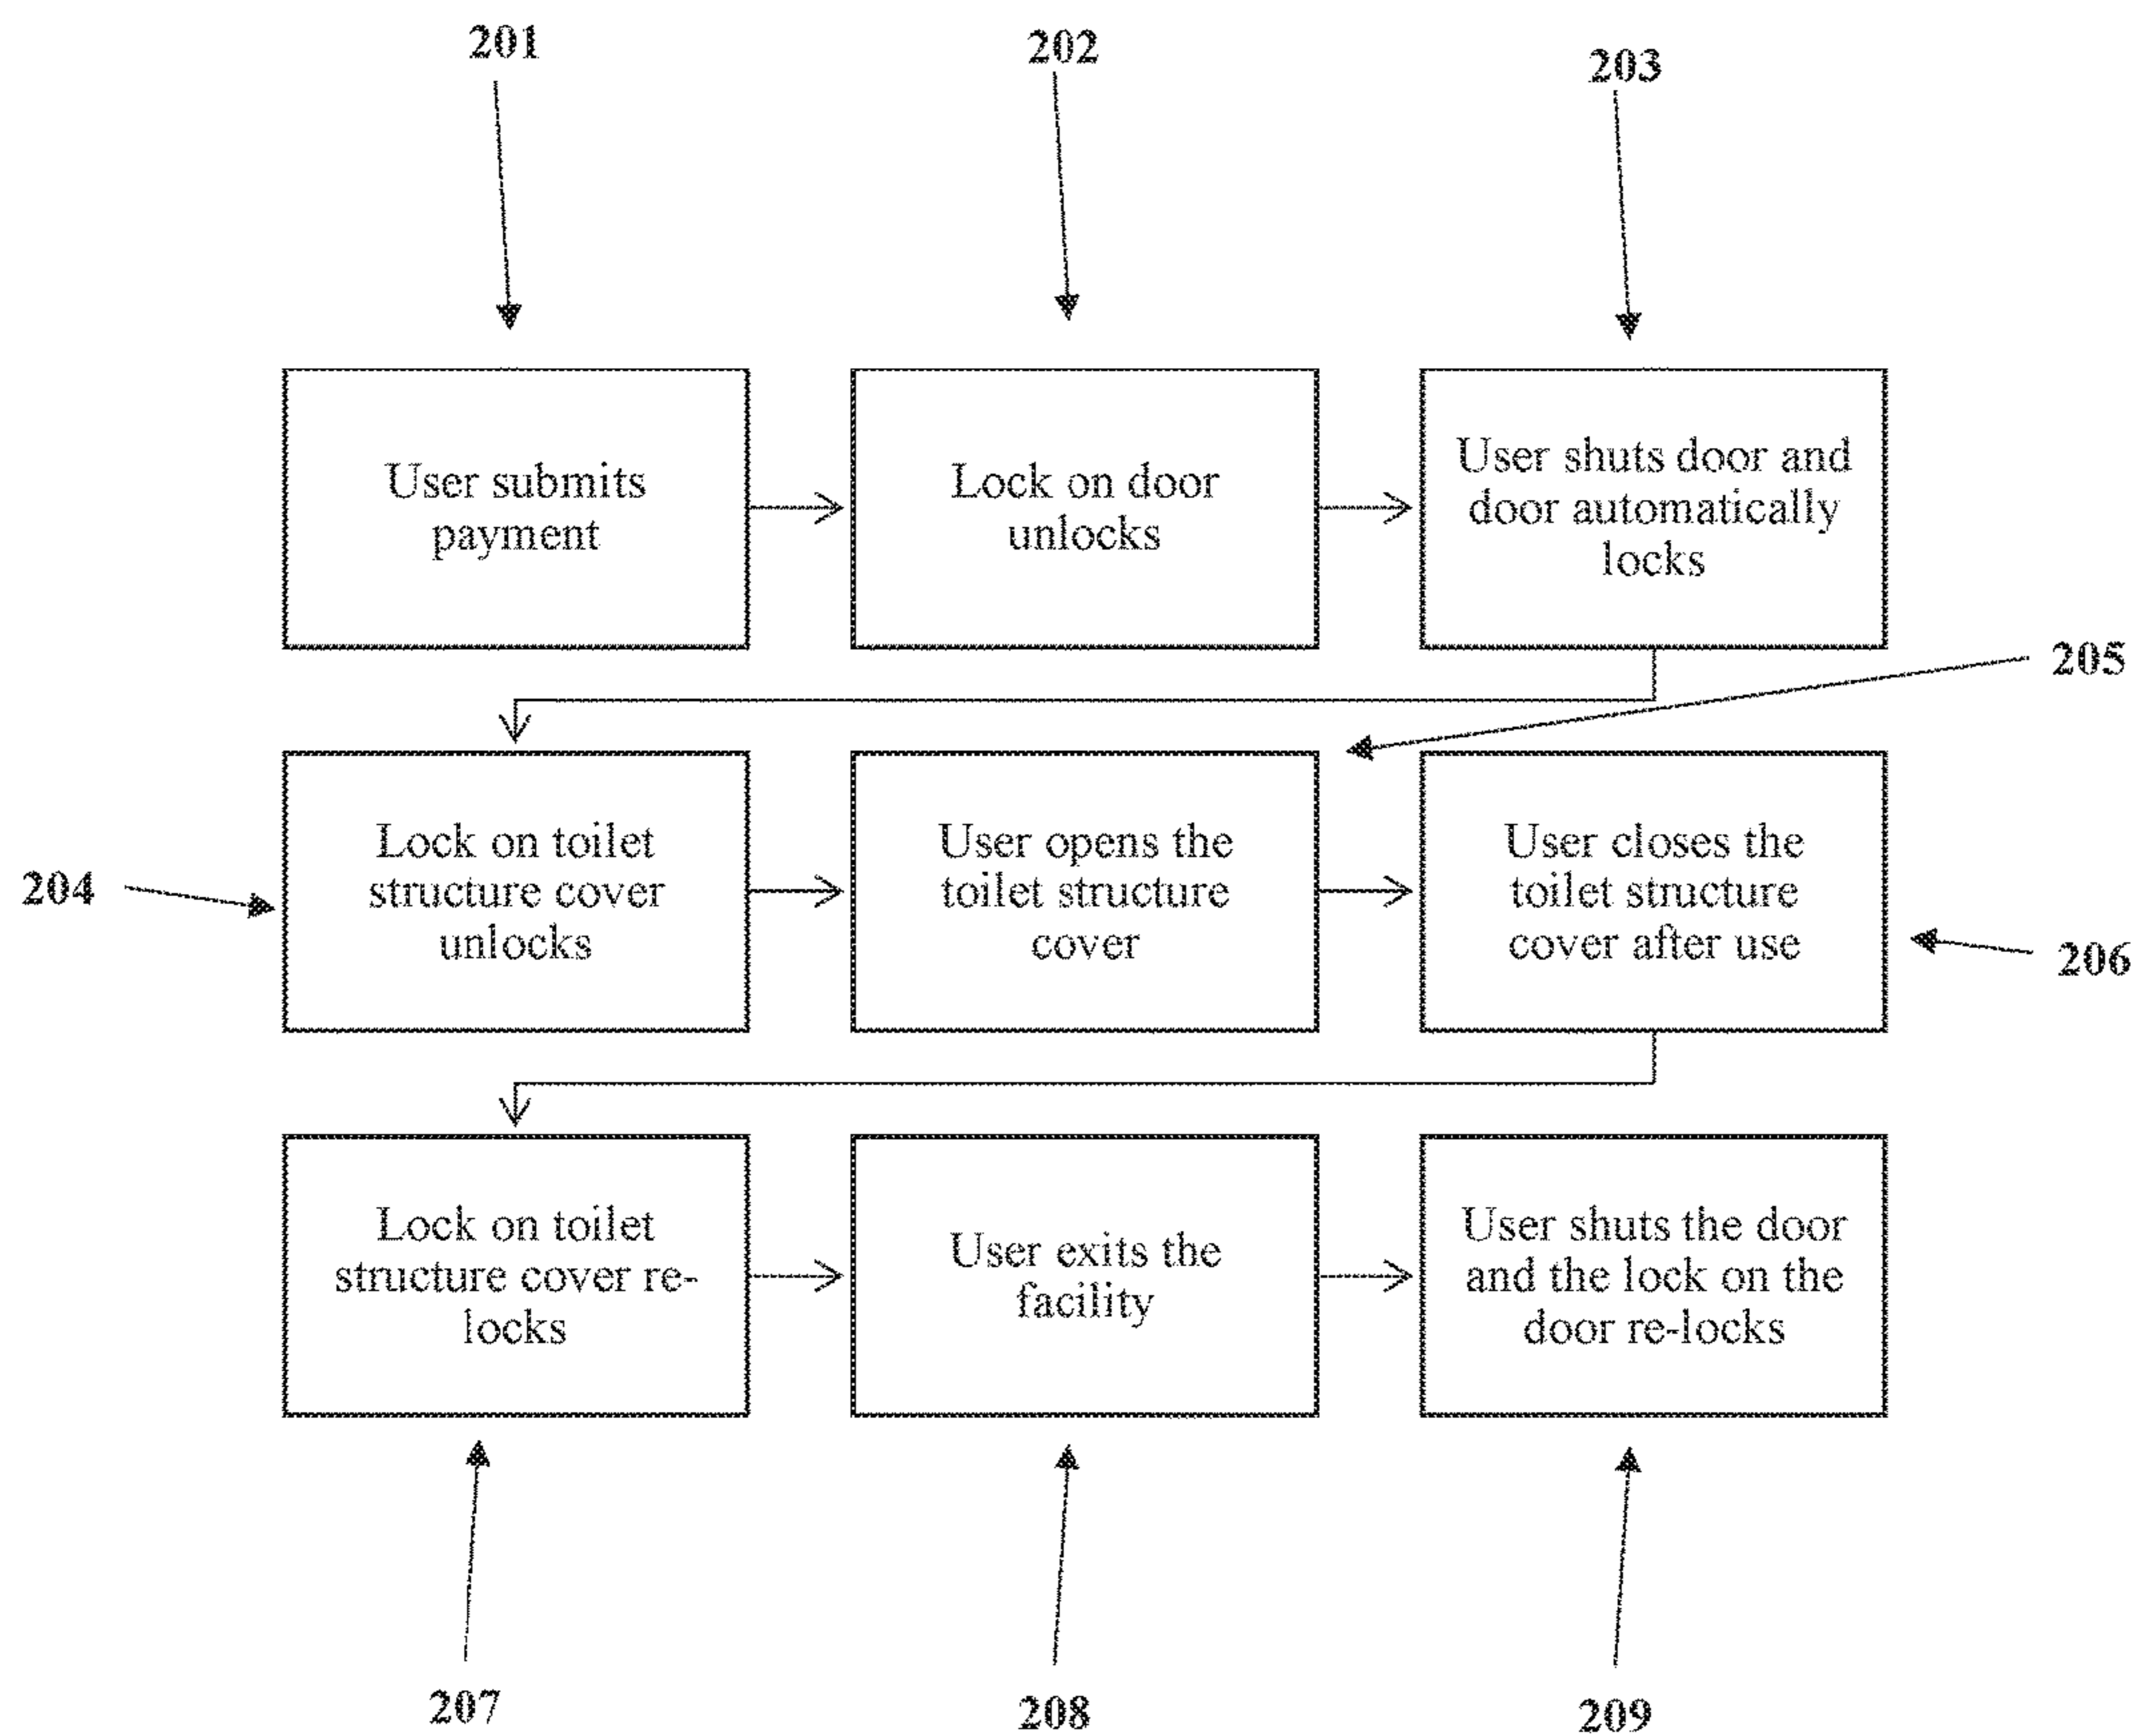 201
202
203
User submits
payment
Lock on door
unlocks
User shuts door and
door automatically
locks
205
204
Lock on toilet
structure cover
unlocks
User opens the
toilet structure
cover
User closes the
toilet structure
cover after use
206
Lock on toilet
structure cover re-
locks
User exits the
facility
User shuts the door
and the lock on the
door re-locks
207
208
209